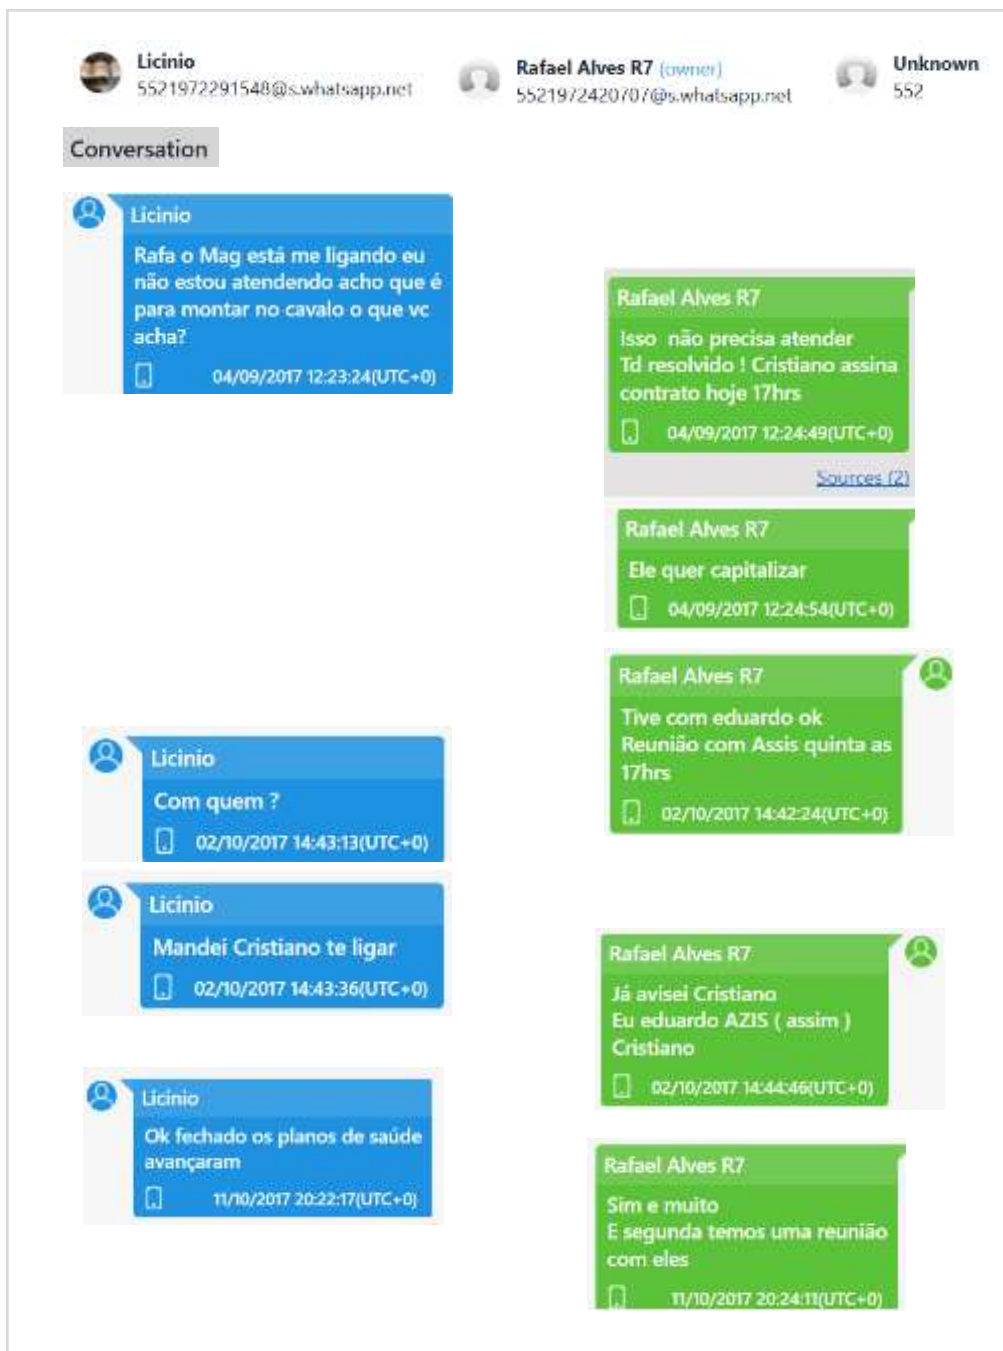 Licinio
5521972291548@s.whatsapp.net
Rafael Alves R7 (owner)
5521972420707@s.whatsapp.net
Unknown
552
Conversation
Licinio
Rafa o Mag está me ligando eu
não estou atendendo acho que é
para montar no cavalo o que vc
acha?
04/09/2017 12:23:24(UTC+0)
Rafael Alves R7
Isso não precisa atender
Td resolvido ! Cristiano assina
contrato hoje 17hrs
04/09/2017 12:24:49(UTC+0)
Sources (2)
Rafael Alves R7
Ele quer capitalizar
04/09/2017 12:24:54(UTC+0)
Rafael Alves R7
Tive com eduardo ok
Reunião com Assis quinta as
17hrs
02/10/2017 14:42:24(UTC+0)
Licinio
Com quem ?
02/10/2017 14:43:13(UTC+0)
Licinio
Mandei Cristiano te ligar
02/10/2017 14:43:36(UTC+0)
Rafael Alves R7
Já avisei Cristiano
Eu eduardo AZIS ( assim )
Cristiano
02/10/2017 14:44:46(UTC+0)
Licinio
Ok fechado os planos de saúde
avançaram
11/10/2017 20:22:17(UTC+0)
Rafael Alves R7
Sim e muito
E segunda temos uma reunião
com eles
11/10/2017 20:24:11(UTC+0)